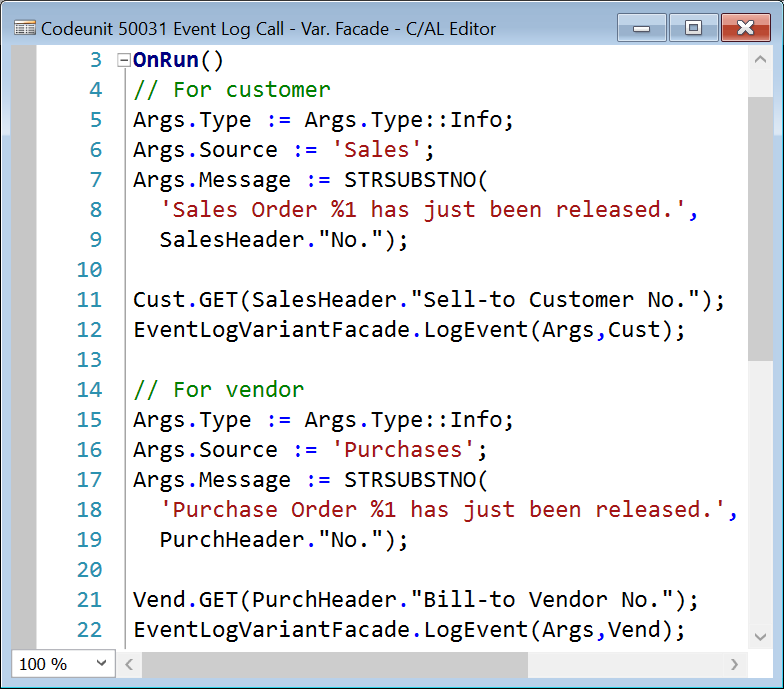 Codeunit 50031 Event Log Call - Var. Facade - C/AL Editor
3 OnRun()
4 // For customer
5 Args.Type := Args.Type::Info;
6 Args.Source := 'Sales';
7 Args.Message := STRSUBSTNO(
8 'Sales Order %1 has just been released.',
9 SalesHeader."No.");
10
11 Cust.GET(SalesHeader."Sell-to Customer No.");
12 EventLogVariantFacade.LogEvent(Args,Cust);
13
14 // For vendor
15 Args.Type := Args.Type::Info;
16 Args.Source := 'Purchases';
17 Args.Message := STRSUBSTNO(
18 'Purchase Order %1 has just been released.',
19 PurchHeader."No.");
20
21 Vend.GET(PurchHeader."Bill-to Vendor No.");
22 EventLogVariantFacade.LogEvent(Args,Vend);
100 %